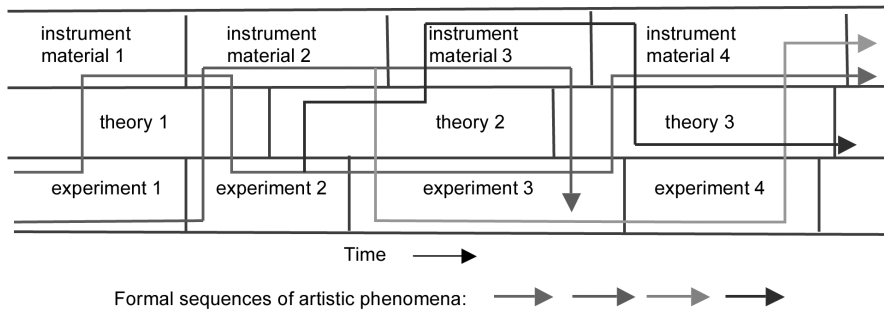 instrument material 1
instrument material 2
instrument material 3
instrument material 4
theory 1
theory 2
theory 3
experiment 1
experiment 2
experiment 3
experiment 4
Time
Formal sequences of artistic phenomena: